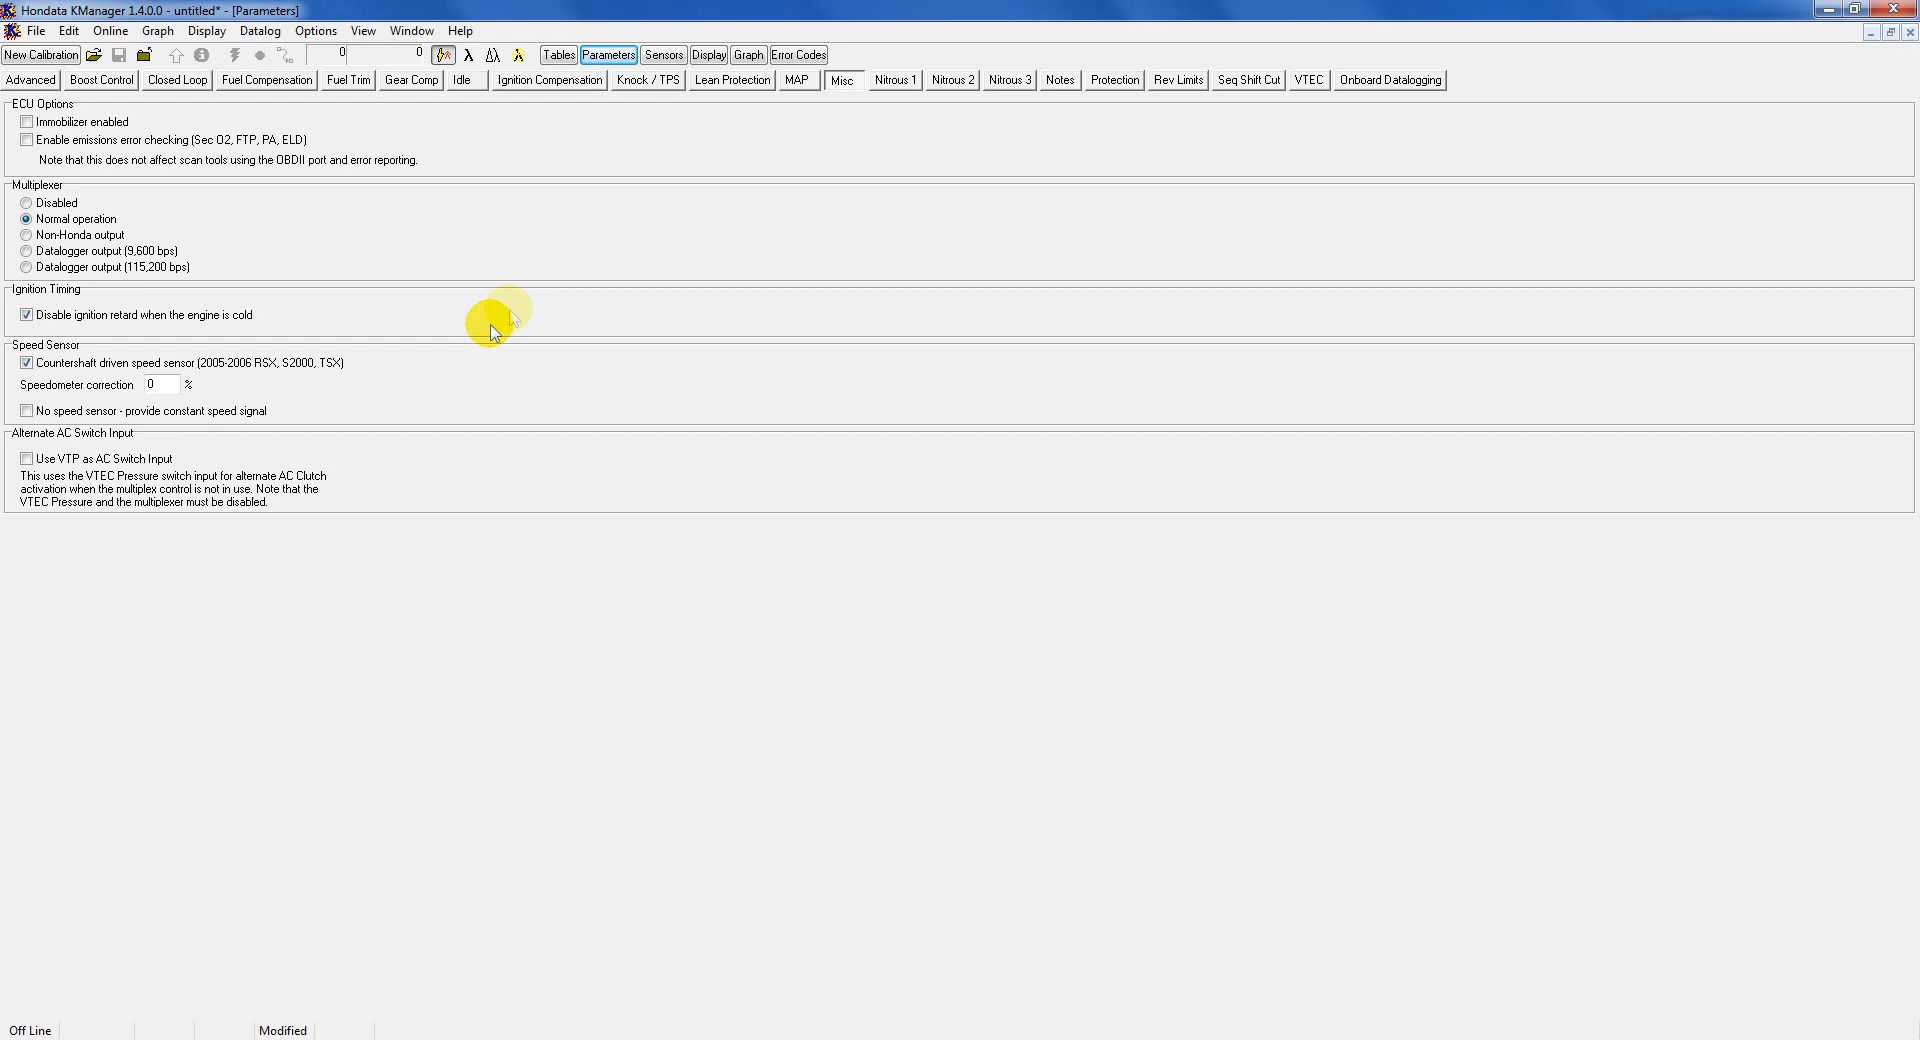 Hondata KManager 1.4.0.0 - untitled* - [Parameters]
File Edit Online Graph Display Datalog Options View Window Help
New Calibration 0 0 Tables Parameters Sensors Display Graph Error Codes
Advanced Boost Control Closed Loop Fuel Compensation Fuel Trim Gear Comp Idle Ignition Compensation Knock / TPS Lean Protection MAP Misc Nitrous 1 Nitrous 2 Nitrous 3 Notes Protection Rev Limits Seq Shift Cut VTEC Onboard Datalogging
ECU Options
Immobilizer enabled
Enable emissions error checking (Sec O2, FTP, PA, ELD)
Note that this does not affect scan tools using the OBDII port and error reporting.
Multiplexer
Disabled
Normal operation
Non-Honda output
Datalogger output (9,600 bps)
Datalogger output (115,200 bps)
Ignition Timing
Disable ignition retard when the engine is cold
Speed Sensor
Countershaft driven speed sensor (2005-2006 RSX, S2000, TSX)
Speedometer correction 0 %
No speed sensor - provide constant speed signal
Alternate AC Switch Input
Use VTP as AC Switch Input
This uses the VTEC Pressure switch input for alternate AC Clutch
activation when the multiplex control is not in use. Note that the
VTEC Pressure and the multiplexer must be disabled.
Off Line Modified